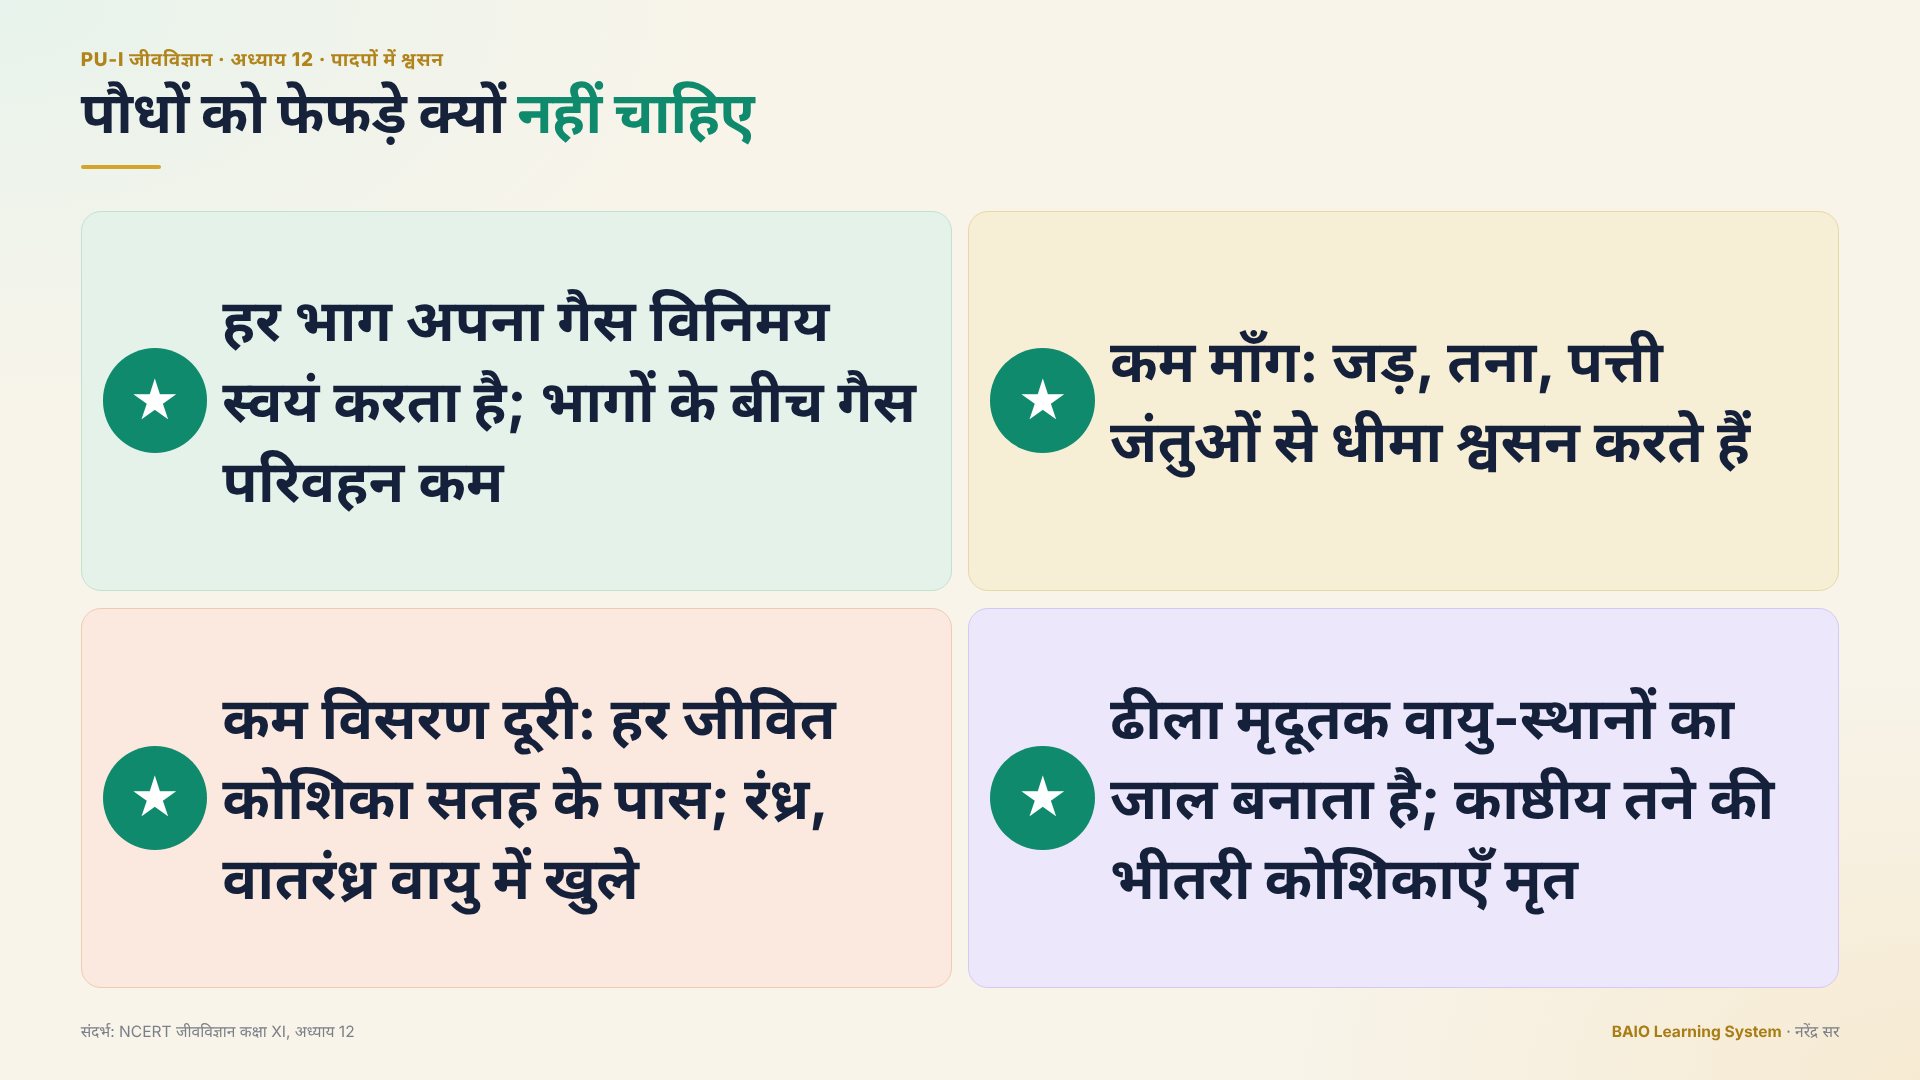 PU-I जीवविज्ञान · अध्याय 12 · पादपों में श्वसन
पौधों को फेफड़े क्यों नहीं चाहिए
हर भाग अपना गैस विनिमय
स्वयं करता है; भागों के बीच गैस
परिवहन कम
कम माँग: जड़, तना, पत्ती
जंतुओं से धीमा श्वसन करते हैं
कम विसरण दूरी: हर जीवित
कोशिका सतह के पास; रंध्र,
वातरंध्र वायु में खुले
ढीला मृदूतक वायु-स्थानों का
जाल बनाता है; काष्ठीय तने की
भीतरी कोशिकाएँ मृत
संदर्भ: NCERT जीवविज्ञान कक्षा XI, अध्याय 12
BAIO Learning System · नरेंद्र सर